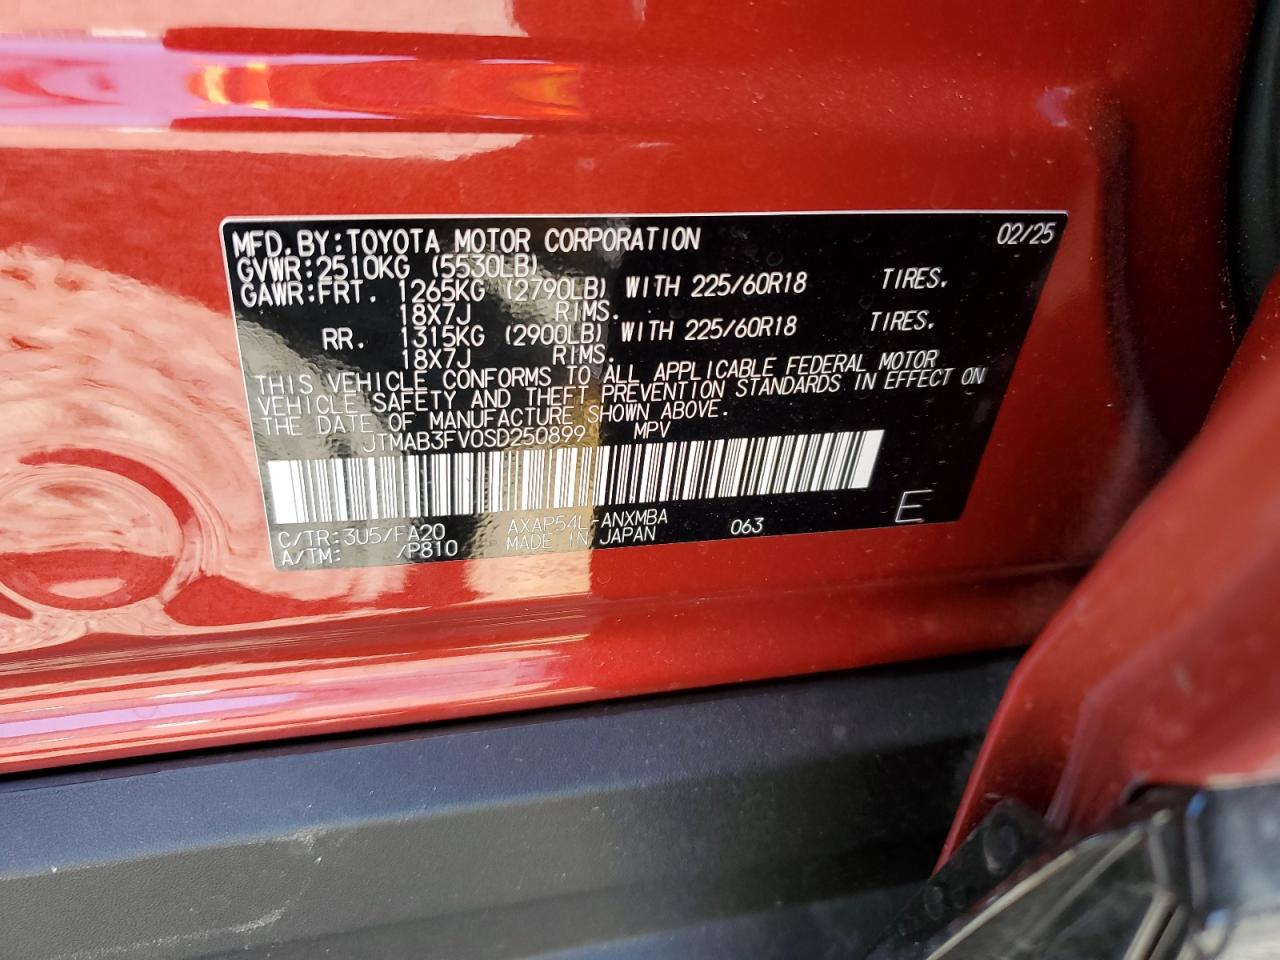 MFD.BY:TOYOTA MOTOR CORPORATION 02/25
GVWR:2510KG (5530LB)
GAWR:FRT. 1265KG (2790LB) WITH 225/60R18 TIRES.
18X7J RIMS.
RR. 1315KG (2900LB) WITH 225/60R18 TIRES.
18X7J RIMS.
THIS VEHICLE CONFORMS TO ALL APPLICABLE FEDERAL MOTOR
VEHICLE SAFETY AND THEFT PREVENTION STANDARDS IN EFFECT ON
THE DATE OF MANUFACTURE SHOWN ABOVE.
JTMAB3FV0SD250899 MPV
C/TR:3U5/FA20 AXAP54L-ANXMBA 063 E
A/TM: /P810 MADE IN JAPAN